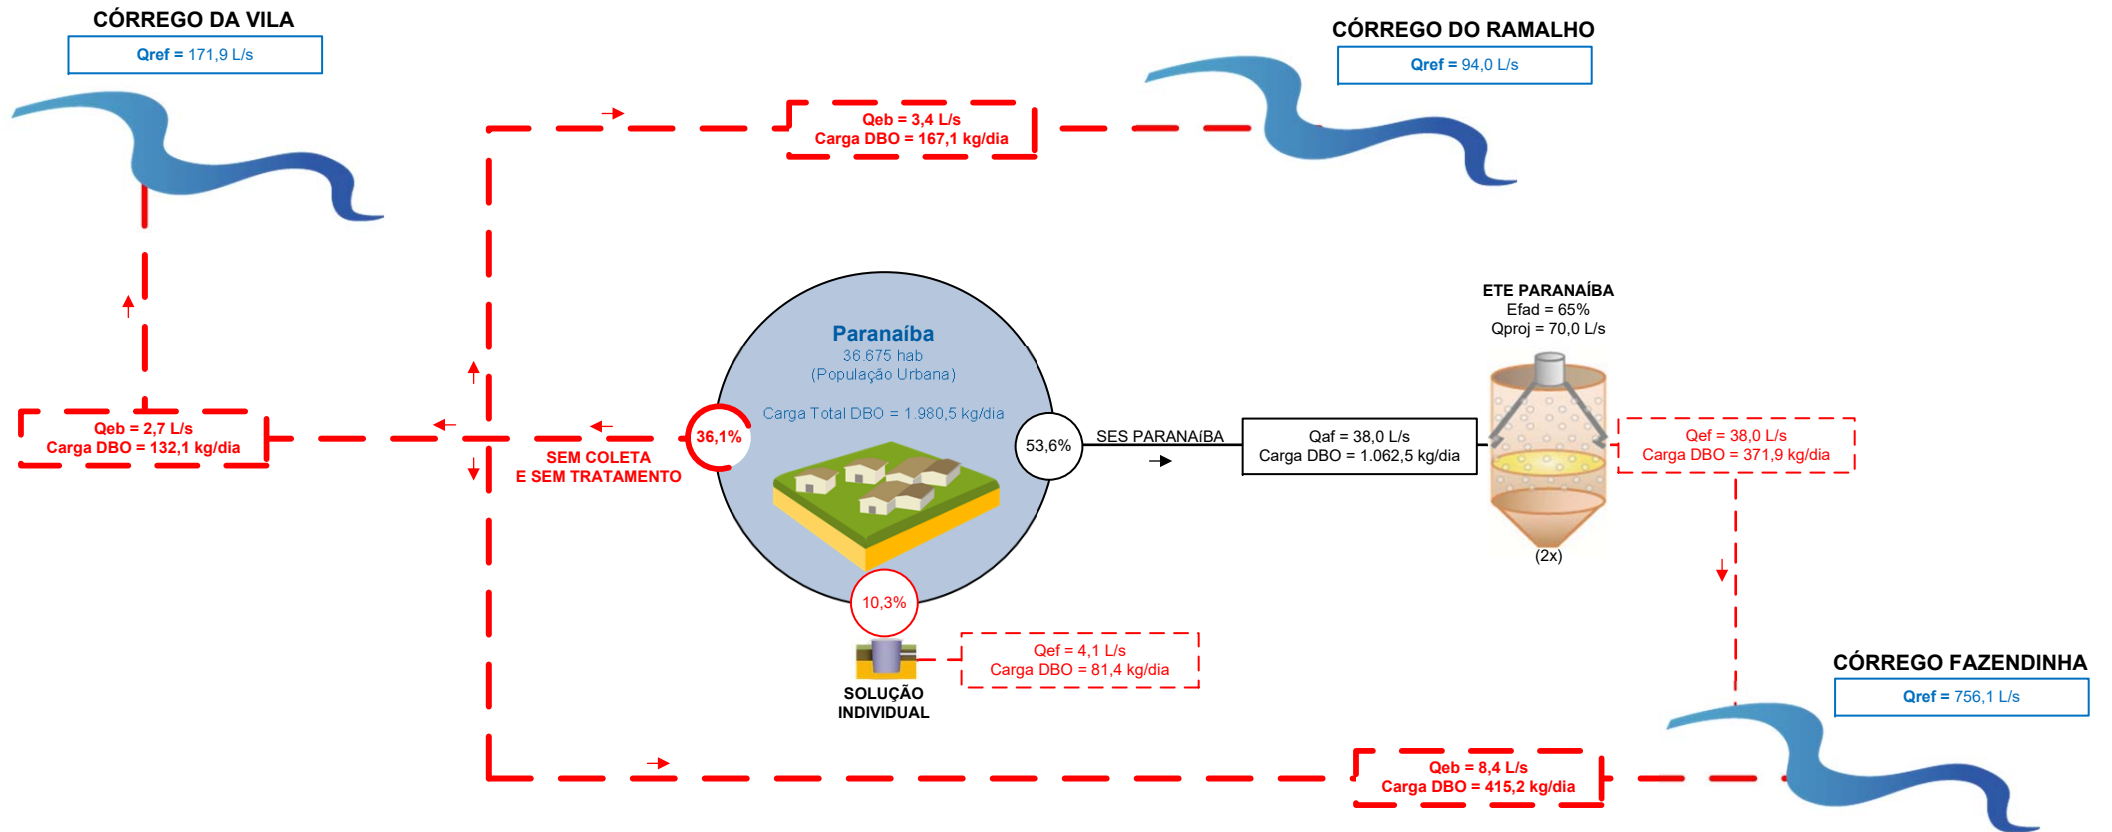 CÓRREGO DA VILA
Qref = 171,9 L/s
CÓRREGO DO RAMALHO
Qref = 94,0 L/s
Qeb = 3,4 L/s
Carga DBO = 167,1 kg/dia
ETE PARANAÍBA
Efad = 65%
Qproj = 70,0 L/s
Paranaíba
36.675 hab
(População Urbana)
Carga Total DBO = 1.980,5 kg/dia
Qeb = 2,7 L/s
Carga DBO = 132,1 kg/dia
36,1%
SEM COLETA
E SEM TRATAMENTO
53,6%
SES PARANAíBA
Qaf = 38,0 L/s
Carga DBO = 1.062,5 kg/dia
Qef = 38,0 L/s
Carga DBO = 371,9 kg/dia
(2x)
10,3%
Qef = 4,1 L/s
Carga DBO = 81,4 kg/dia
SOLUÇÃO
INDIVIDUAL
CÓRREGO FAZENDINHA
Qref = 756,1 L/s
Qeb = 8,4 L/s
Carga DBO = 415,2 kg/dia